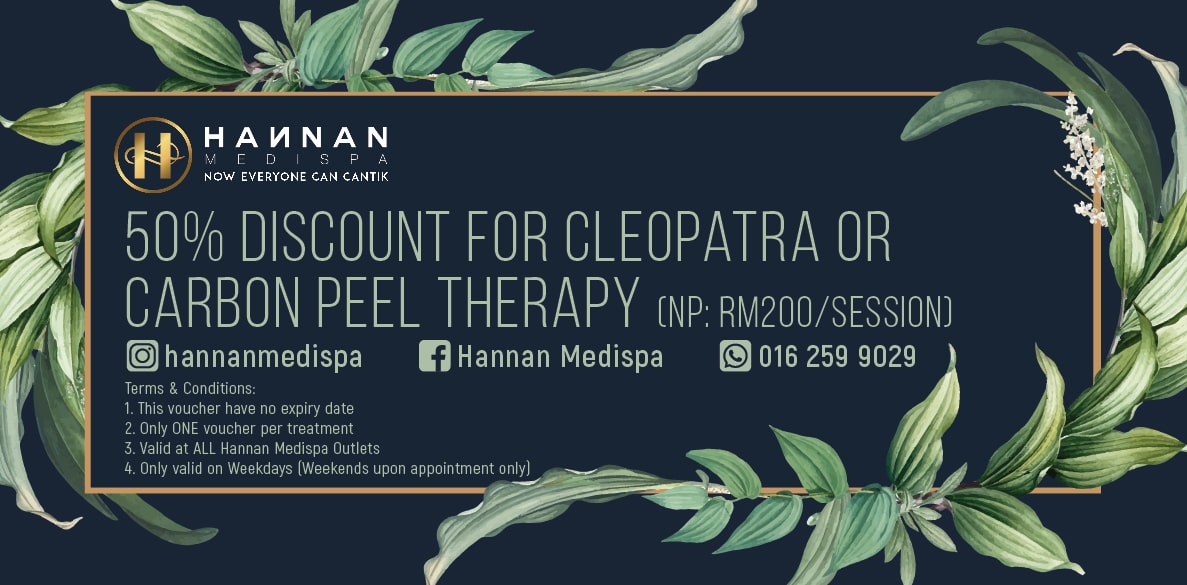 HANNAN
MEDISPA
NOW EVERYONE CAN CANTIK
50% DISCOUNT FOR CLEOPATRA OR
CARBON PEEL THERAPY (NP: RM200/SESSION)
hannanmedispa Hannan Medispa 016 259 9029
Terms & Conditions:
1. This voucher have no expiry date
2. Only ONE voucher per treatment
3. Valid at ALL Hannan Medispa Outlets
4. Only valid on Weekdays (Weekends upon appointment only)